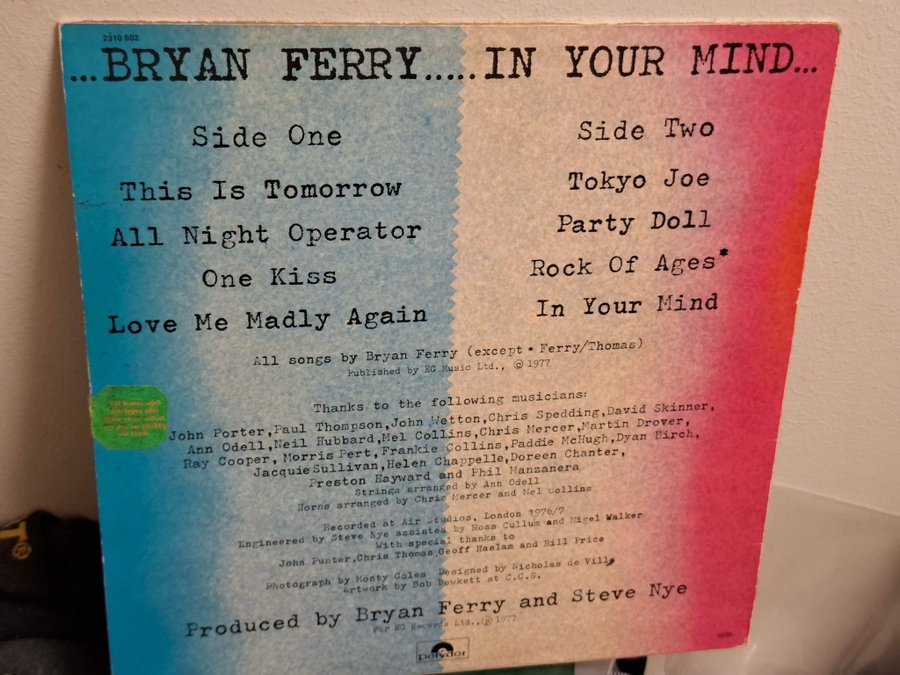 2310 502
...BRYAN FERRY.....IN YOUR MIND...
Side One
This Is Tomorrow
All Night Operator
One Kiss
Love Me Madly Again
Side Two
Tokyo Joe
Party Doll
Rock Of Ages*
In Your Mind
All songs by Bryan Ferry (except * Ferry/Thomas)
Published by EG Music Ltd., © 1977
Thanks to the following musicians:
John Porter,Paul Thompson,John Wetton,Chris Spedding,David Skinner,
Ann Odell,Neil Hubbard,Mel Collins,Chris Mercer,Martin Drover,
Ray Cooper, Morris Pert,Frankie Collins,Paddie McHugh,Dyan Birch,
Jacquie Sullivan,Helen Chappelle,Doreen Chanter,
Preston Hayward and Phil Manzanera
Strings arranged by Ann Odell
Horns arranged by Chris Mercer and Mel Collins
Recorded at Air Studios, London 1976/7
Engineered by Steve Nye assisted by Ross Cullum and Nigel Walker
With special thanks to
John Punter,Chris Thomas,Geoff Haslam and Bill Price
Photograph by Monty Coles Designed by Nicholas de Ville
Artwork by Bob Bowkett at C.C.S.
Produced by Bryan Ferry and Steve Nye
For EG Records Ltd., ℗ 1977
polydor